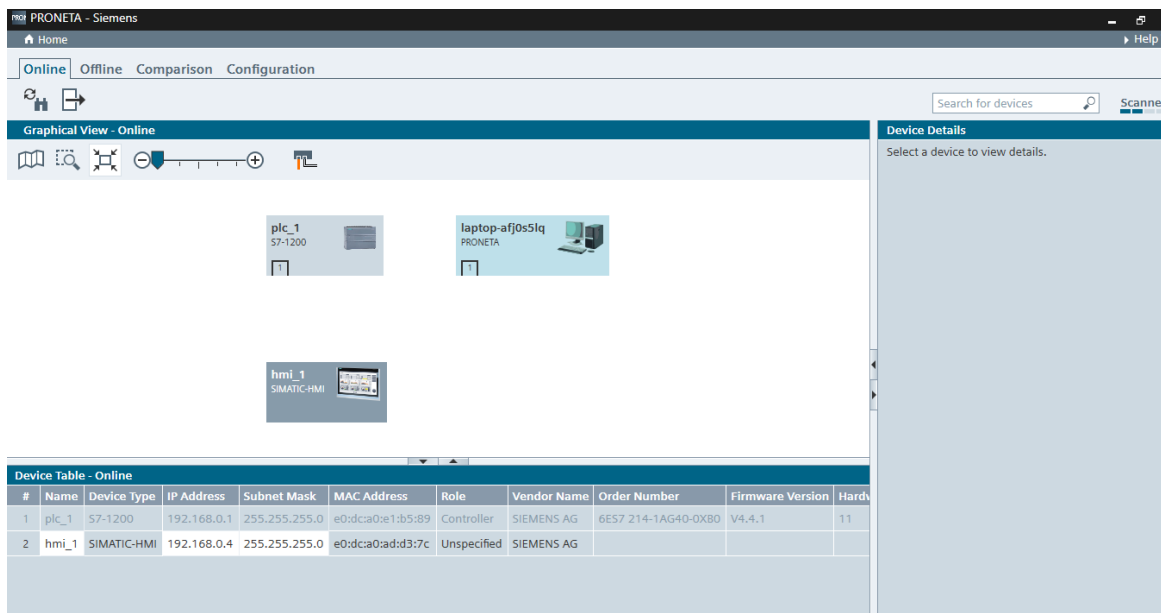 PRONETA - Siemens
Home
Help
Online Offline Comparison Configuration
Search for devices
Scanne
Graphical View - Online
Device Details
Select a device to view details.
plc_1
S7-1200
1
laptop-afj0s5lq
PRONETA
1
hmi_1
SIMATIC-HMI
Device Table - Online
# Name Device Type IP Address Subnet Mask MAC Address Role Vendor Name Order Number Firmware Version Hardw
1 plc_1 S7-1200 192.168.0.1 255.255.255.0 e0:dc:a0:e1:b5:89 Controller SIEMENS AG 6ES7 214-1AG40-0XB0 V4.4.1 11
2 hmi_1 SIMATIC-HMI 192.168.0.4 255.255.255.0 e0:dc:a0:ad:d3:7c Unspecified SIEMENS AG